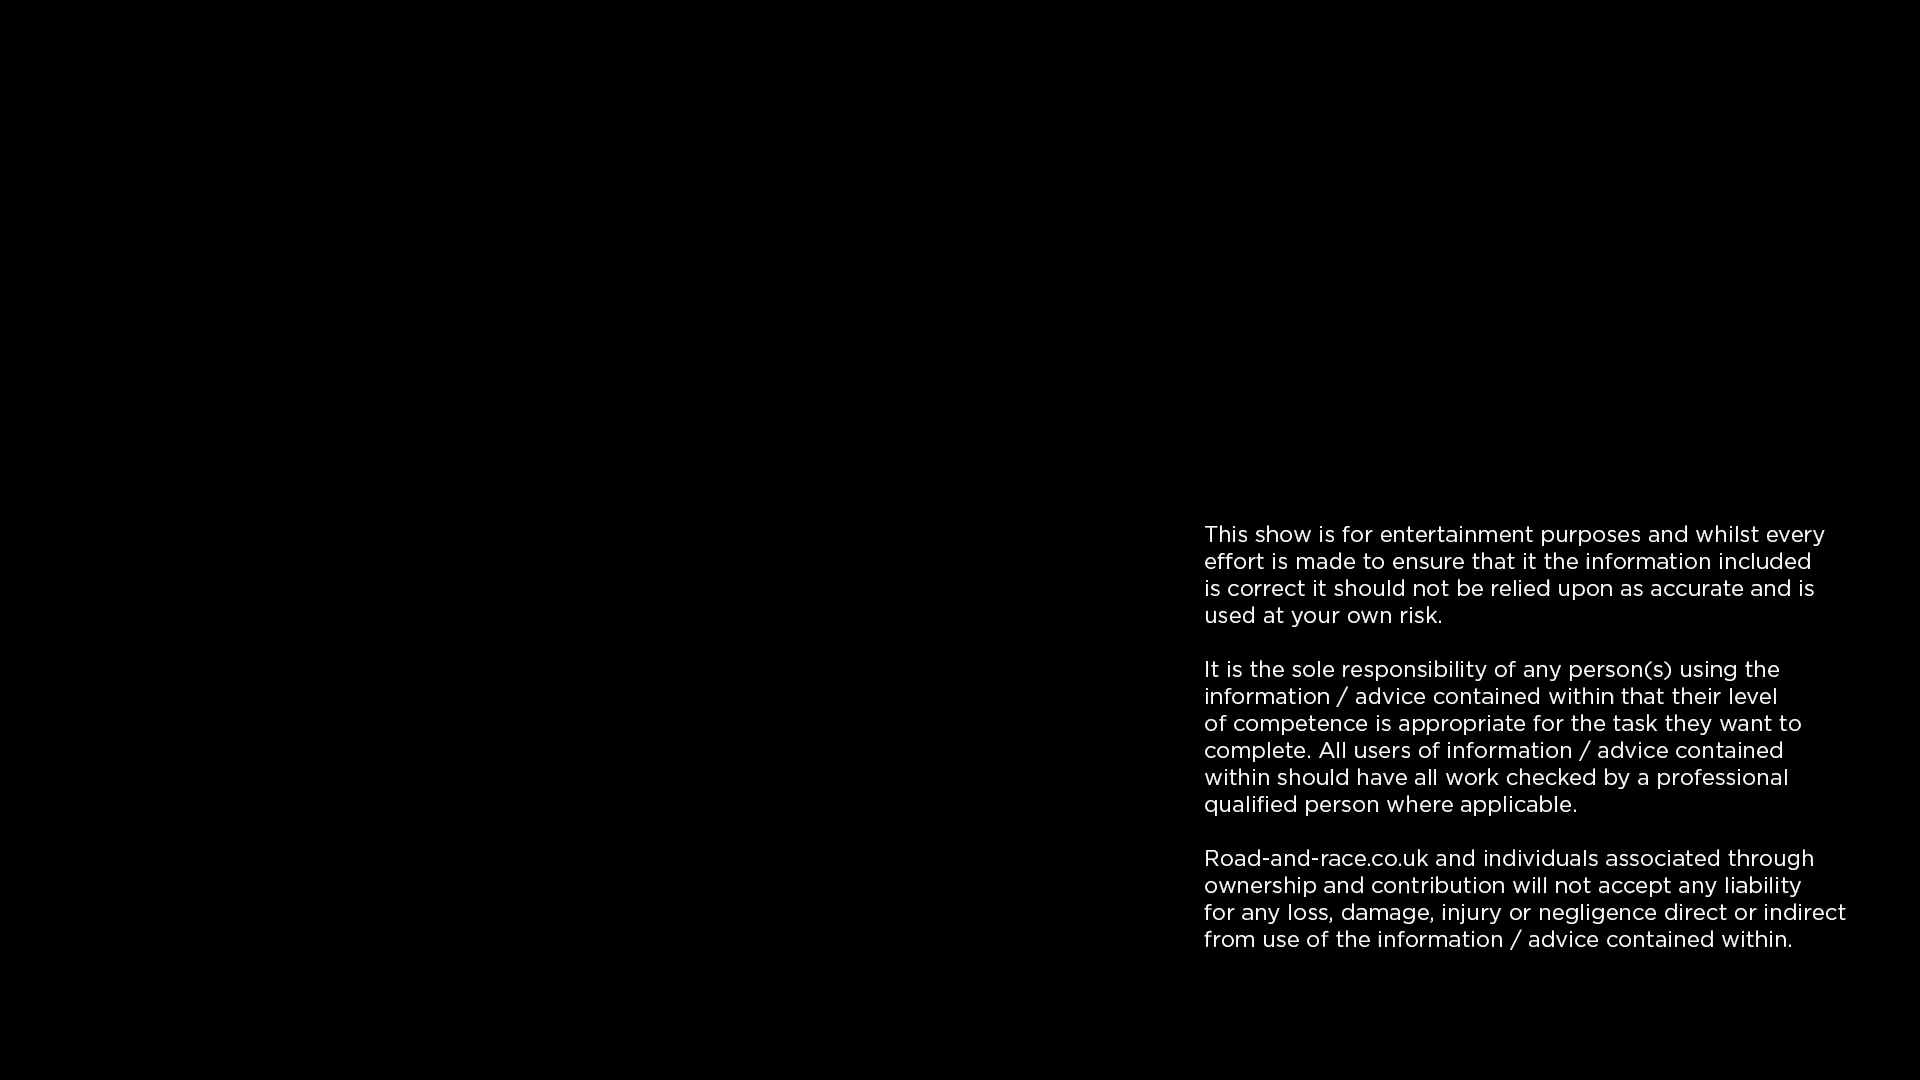 This show is for entertainment purposes and whilst every
effort is made to ensure that it the information included
is correct it should not be relied upon as accurate and is
used at your own risk.
It is the sole responsibility of any person(s) using the
information / advice contained within that their level
of competence is appropriate for the task they want to
complete. All users of information / advice contained
within should have all work checked by a professional
qualified person where applicable.
Road-and-race.co.uk and individuals associated through
ownership and contribution will not accept any liability
for any loss, damage, injury or negligence direct or indirect
from use of the information / advice contained within.